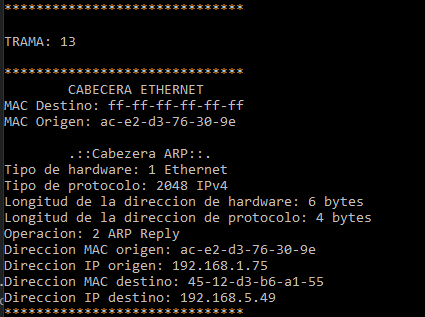 ******************************
TRAMA: 13
******************************
CABECERA ETHERNET
MAC Destino: ff-ff-ff-ff-ff-ff
MAC Origen: ac-e2-d3-76-30-9e
.::Cabezera ARP::.
Tipo de hardware: 1 Ethernet
Tipo de protocolo: 2048 IPv4
Longitud de la direccion de hardware: 6 bytes
Longitud de la direccion de protocolo: 4 bytes
Operacion: 2 ARP Reply
Direccion MAC origen: ac-e2-d3-76-30-9e
Direccion IP origen: 192.168.1.75
Direccion MAC destino: 45-12-d3-b6-a1-55
Direccion IP destino: 192.168.5.49
******************************